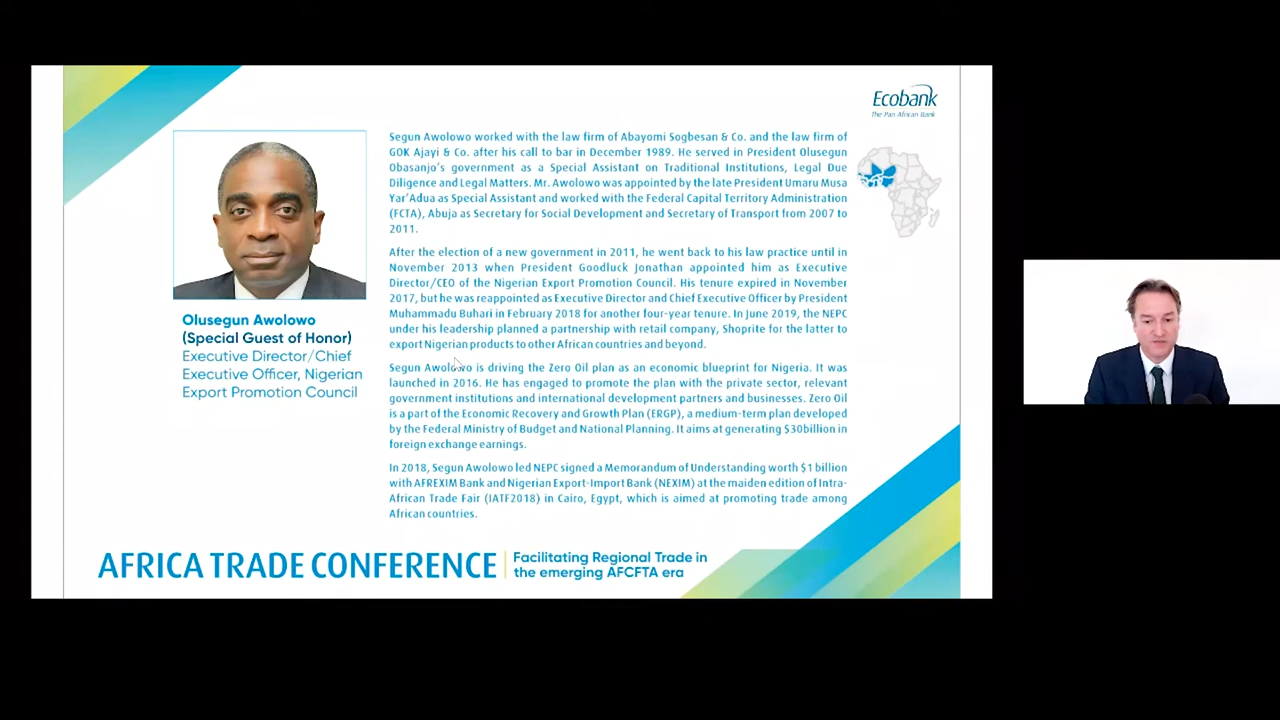 Ecobank
The Pan African Bank
Segun Awolowo worked with the law firm of Abayomi Sogbesan & Co. and the law firm of
GOK Ajayi & Co. after his call to bar in December 1989. He served in President Olusegun
Obasanjo's government as a Special Assistant on Traditional Institutions, Legal Due
Diligence and Legal Matters. Mr. Awolowo was appointed by the late President Umaru Musa
Yar'Adua as Special Assistant and worked with the Federal Capital Territory Administration
(FCTA), Abuja as Secretary for Social Development and Secretary of Transport from 2007 to
2011.
After the election of a new government in 2011, he went back to his law practice until in
November 2013 when President Goodluck Jonathan appointed him as Executive
Director/CEO of the Nigerian Export Promotion Council. His tenure expired in November
2017, but he was reappointed as Executive Director and Chief Executive Officer by President
Muhammadu Buhari in February 2018 for another four-year tenure. In June 2019, the NEPC
under his leadership planned a partnership with retail company, Shoprite for the latter to
export Nigerian products to other African countries and beyond.
Segun Awolowo is driving the Zero Oil plan as an economic blueprint for Nigeria. It was
launched in 2016. He has engaged to promote the plan with the private sector, relevant
government institutions and international development partners and businesses. Zero Oil
is a part of the Economic Recovery and Growth Plan (ERGP), a medium-term plan developed
by the Federal Ministry of Budget and National Planning. It aims at generating $30billion in
foreign exchange earnings.
In 2018, Segun Awolowo led NEPC signed a Memorandum of Understanding worth $1 billion
with AFREXIM Bank and Nigerian Export-Import Bank (NEXIM) at the maiden edition of Intra-
African Trade Fair (IATF2018) in Cairo, Egypt, which is aimed at promoting trade among
African countries.
Olusegun Awolowo
(Special Guest of Honor)
Executive Director/Chief
Executive Officer, Nigerian
Export Promotion Council
AFRICA TRADE CONFERENCE
Facilitating Regional Trade in
the emerging AFCFTA era